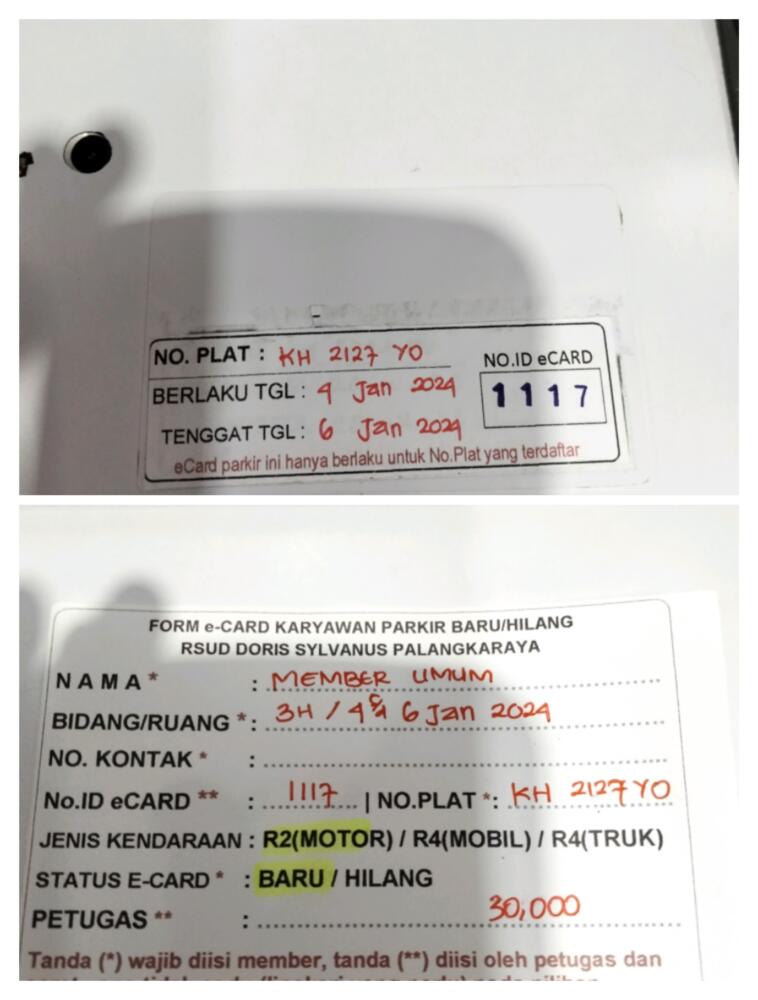 NO. PLAT : KH 2127 YO
NO.ID eCARD
BERLAKU TGL : 4 Jan 2024
1117
TENGGAT TGL : 6 Jan 2024
eCard parkir ini hanya berlaku untuk No.Plat yang terdaftar
FORM e-CARD KARYAWAN PARKIR BARU/HILANG
RSUD DORIS SYLVANUS PALANGKARAYA
NAMA* : MEMBER UMUM
BIDANG/RUANG *: 3H / 4 6 Jan 2024
NO. KONTAK * :
No.ID eCARD ** : 1117 | NO.PLAT *: KH 2127 YO
JENIS KENDARAAN : R2(MOTOR) / R4(MOBIL) / R4(TRUK)
STATUS E-CARD * : BARU / HILANG
PETUGAS ** : 30,000
Tanda (*) wajib diisi member, tanda (**) diisi oleh petugas dan